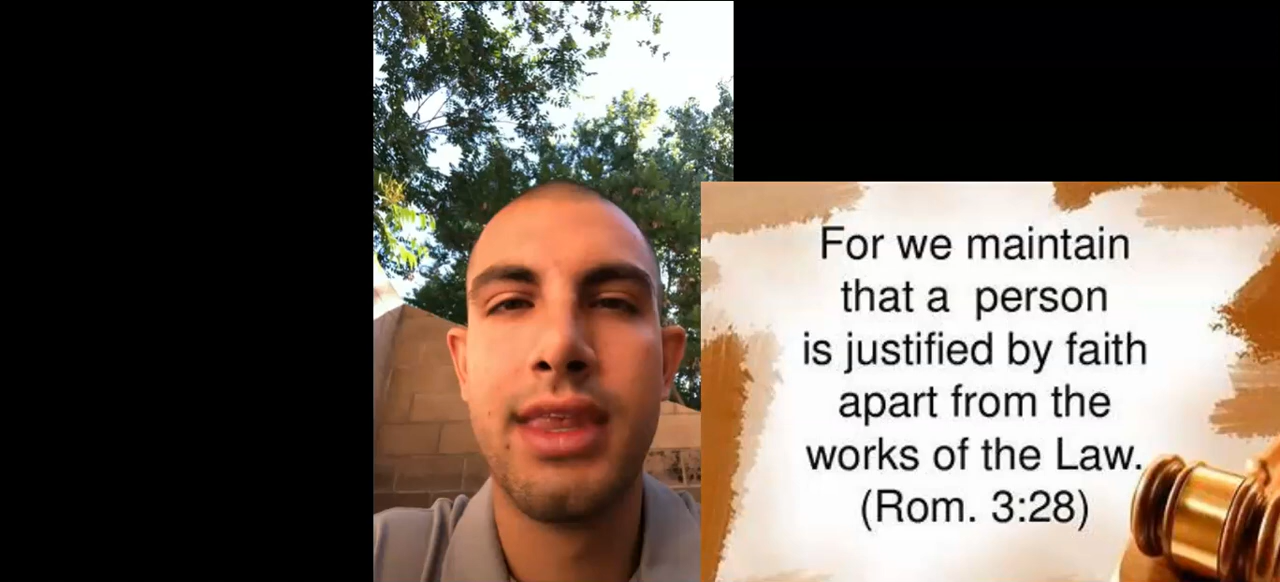 For we maintain
that a person
is justified by faith
apart from the
works of the Law.
(Rom. 3:28)